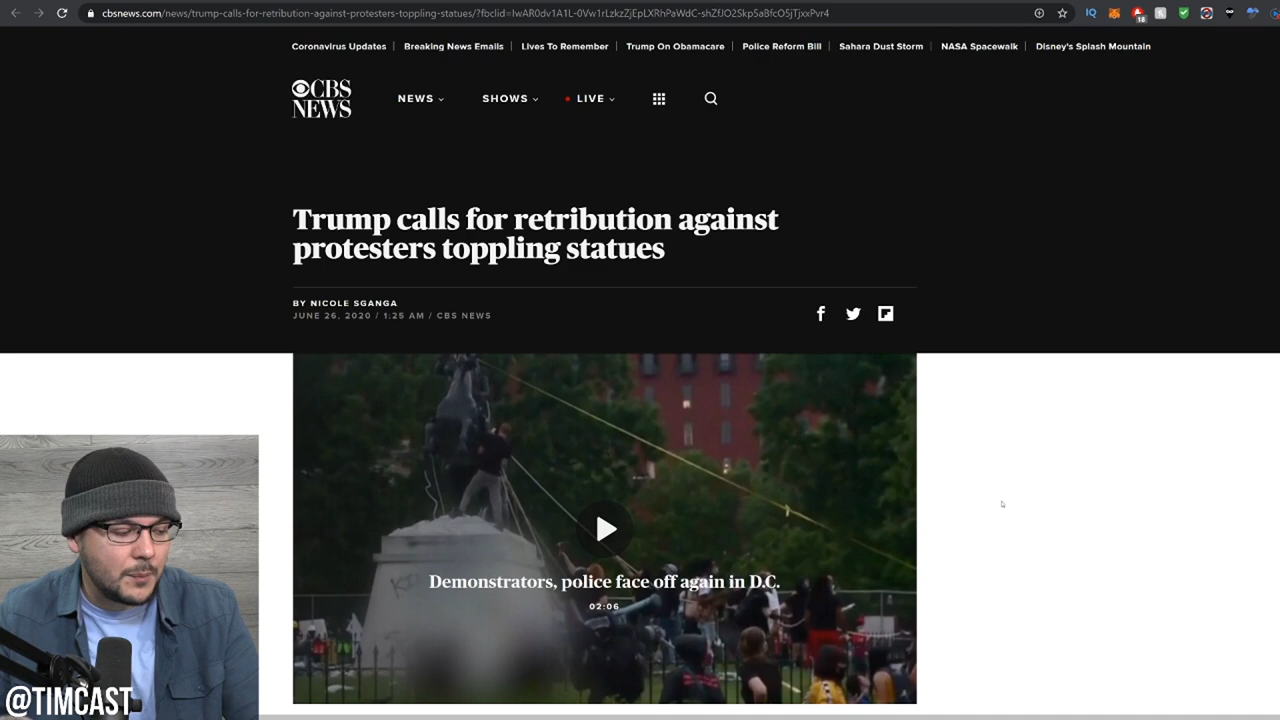 cbsnews.com/news/trump-calls-for-retribution-against-protesters-toppling-statues/?fbclid=IwAR0dv1A1L-0Vw1rLzkzZjEpLXRhPaWdC-shZfJO2Skp5aBfcO5jTjxxPvr4
IQ
18
Coronavirus Updates
Breaking News Emails
Lives To Remember
Trump On Obamacare
Police Reform Bill
Sahara Dust Storm
NASA Spacewalk
Disney's Splash Mountain
CBS
NEWS
NEWS
SHOWS
LIVE
Trump calls for retribution against
protesters toppling statues
BY NICOLE SGANGA
JUNE 26, 2020 / 1:25 AM / CBS NEWS
Demonstrators, police face off again in D.C.
02:06
@TIMCAST